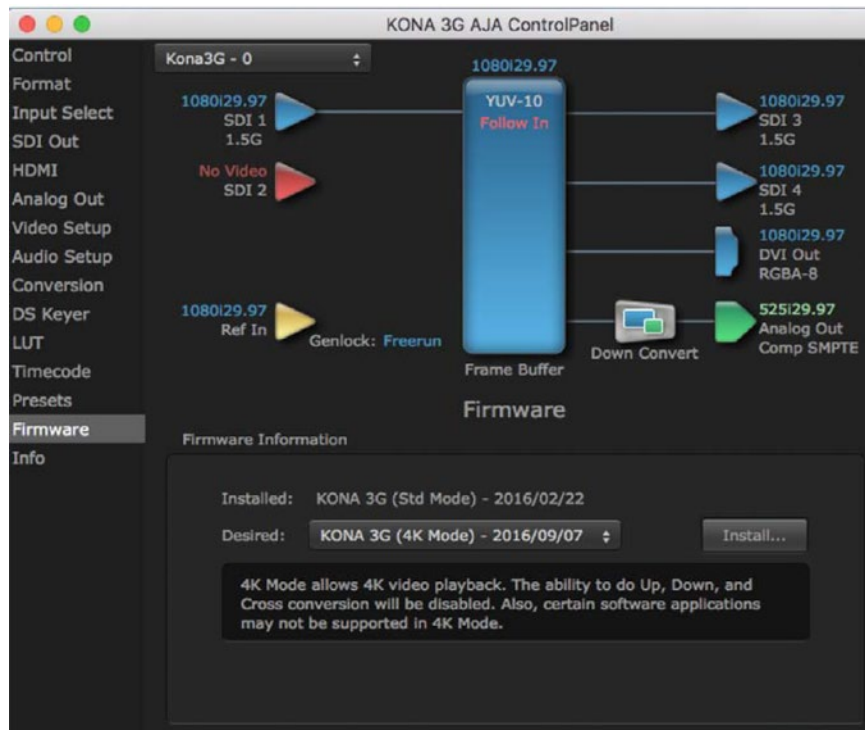 KONA 3G AJA ControlPanel
Control
Format
Input Select
SDI Out
HDMI
Analog Out
Video Setup
Audio Setup
Conversion
DS Keyer
LUT
Timecode
Presets
Firmware
Info
Kona3G - 0
1080i29.97
YUV-10
Follow In
Frame Buffer
1080i29.97
SDI 1
1.5G
No Video
SDI 2
1080i29.97
Ref In
Genlock: Freerun
1080i29.97
SDI 3
1.5G
1080i29.97
SDI 4
1.5G
1080i29.97
DVI Out
RGBA-8
Down Convert
525i29.97
Analog Out
Comp SMPTE
Firmware
Firmware Information
Installed: KONA 3G (Std Mode) - 2016/02/22
Desired: KONA 3G (4K Mode) - 2016/09/07
Install...
4K Mode allows 4K video playback. The ability to do Up, Down, and
Cross conversion will be disabled. Also, certain software applications
may not be supported in 4K Mode.